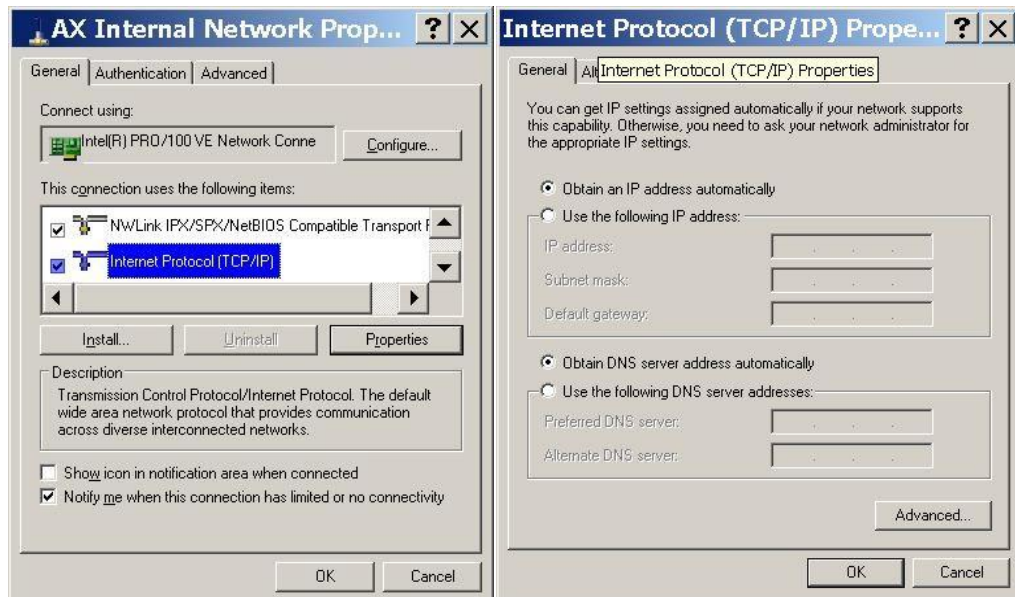 AX Internal Network Prop...
General
Authentication
Advanced
Connect using:
Intel(R) PRO/100 VE Network Conne
Configure...
This connection uses the following items:
NWLink IPX/SPX/NetBIOS Compatible Transport
Internet Protocol (TCP/IP)
Install...
Uninstall
Properties
Description
Transmission Control Protocol/Internet Protocol. The default
wide area network protocol that provides communication
across diverse interconnected networks.
Show icon in notification area when connected
Notify me when this connection has limited or no connectivity
OK
Cancel
Internet Protocol (TCP/IP) Prope...
General
Internet Protocol (TCP/IP) Properties
You can get IP settings assigned automatically if your network supports
this capability. Otherwise, you need to ask your network administrator for
the appropriate IP settings.
Obtain an IP address automatically
Use the following IP address:
IP address:
Subnet mask:
Default gateway:
Obtain DNS server address automatically
Use the following DNS server addresses:
Preferred DNS server:
Alternate DNS server:
Advanced...
OK
Cancel